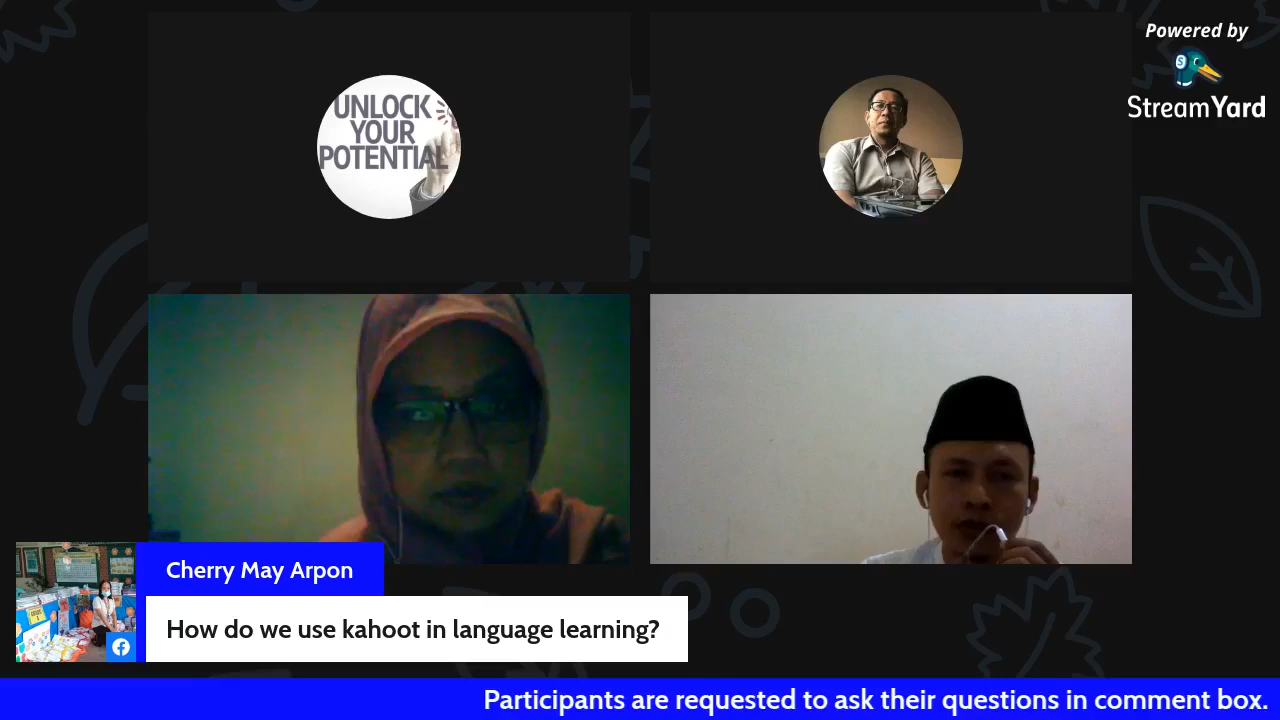 UNLOCK
YOUR
POTENTIAL
Powered by
StreamYard
Cherry May Arpon
How do we use kahoot in language learning?
Participants are requested to ask their questions in comment box.